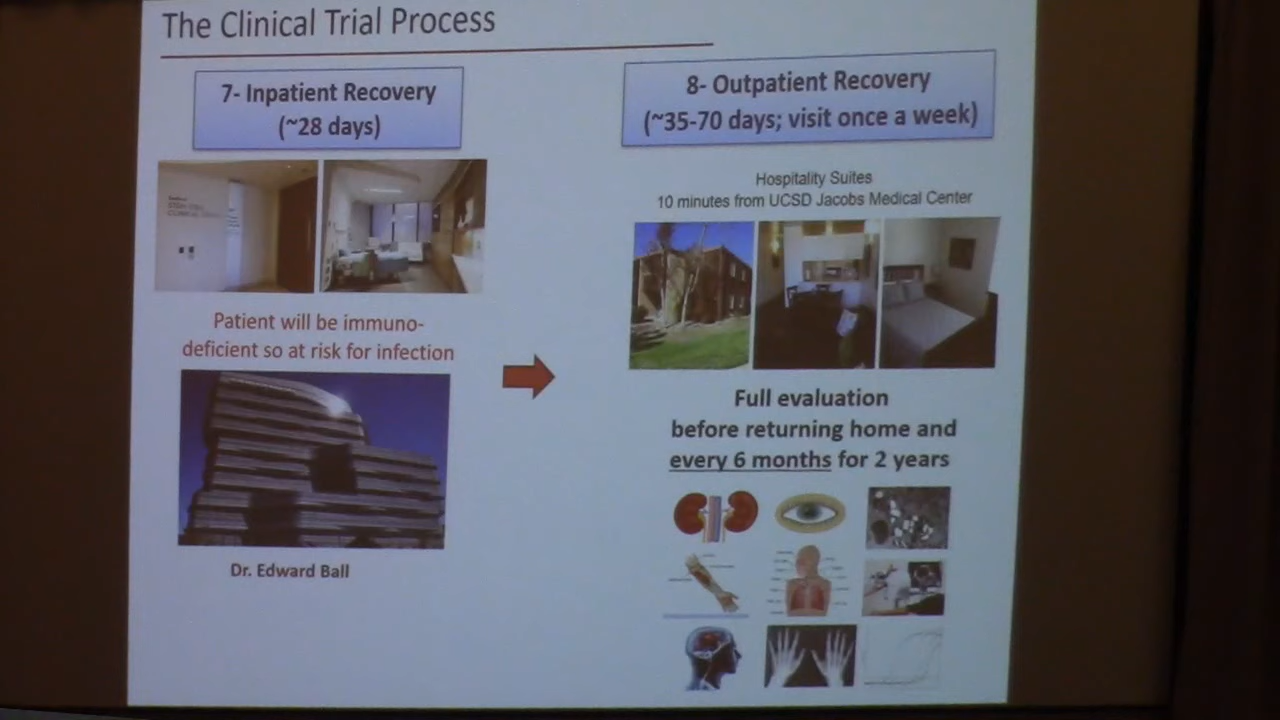 The Clinical Trial Process
7- Inpatient Recovery
(~28 days)
Patient will be immuno-
deficient so at risk for infection
Dr. Edward Ball
8- Outpatient Recovery
(~35-70 days; visit once a week)
Hospitality Suites
10 minutes from UCSD Jacobs Medical Center
Full evaluation
before returning home and
every 6 months for 2 years